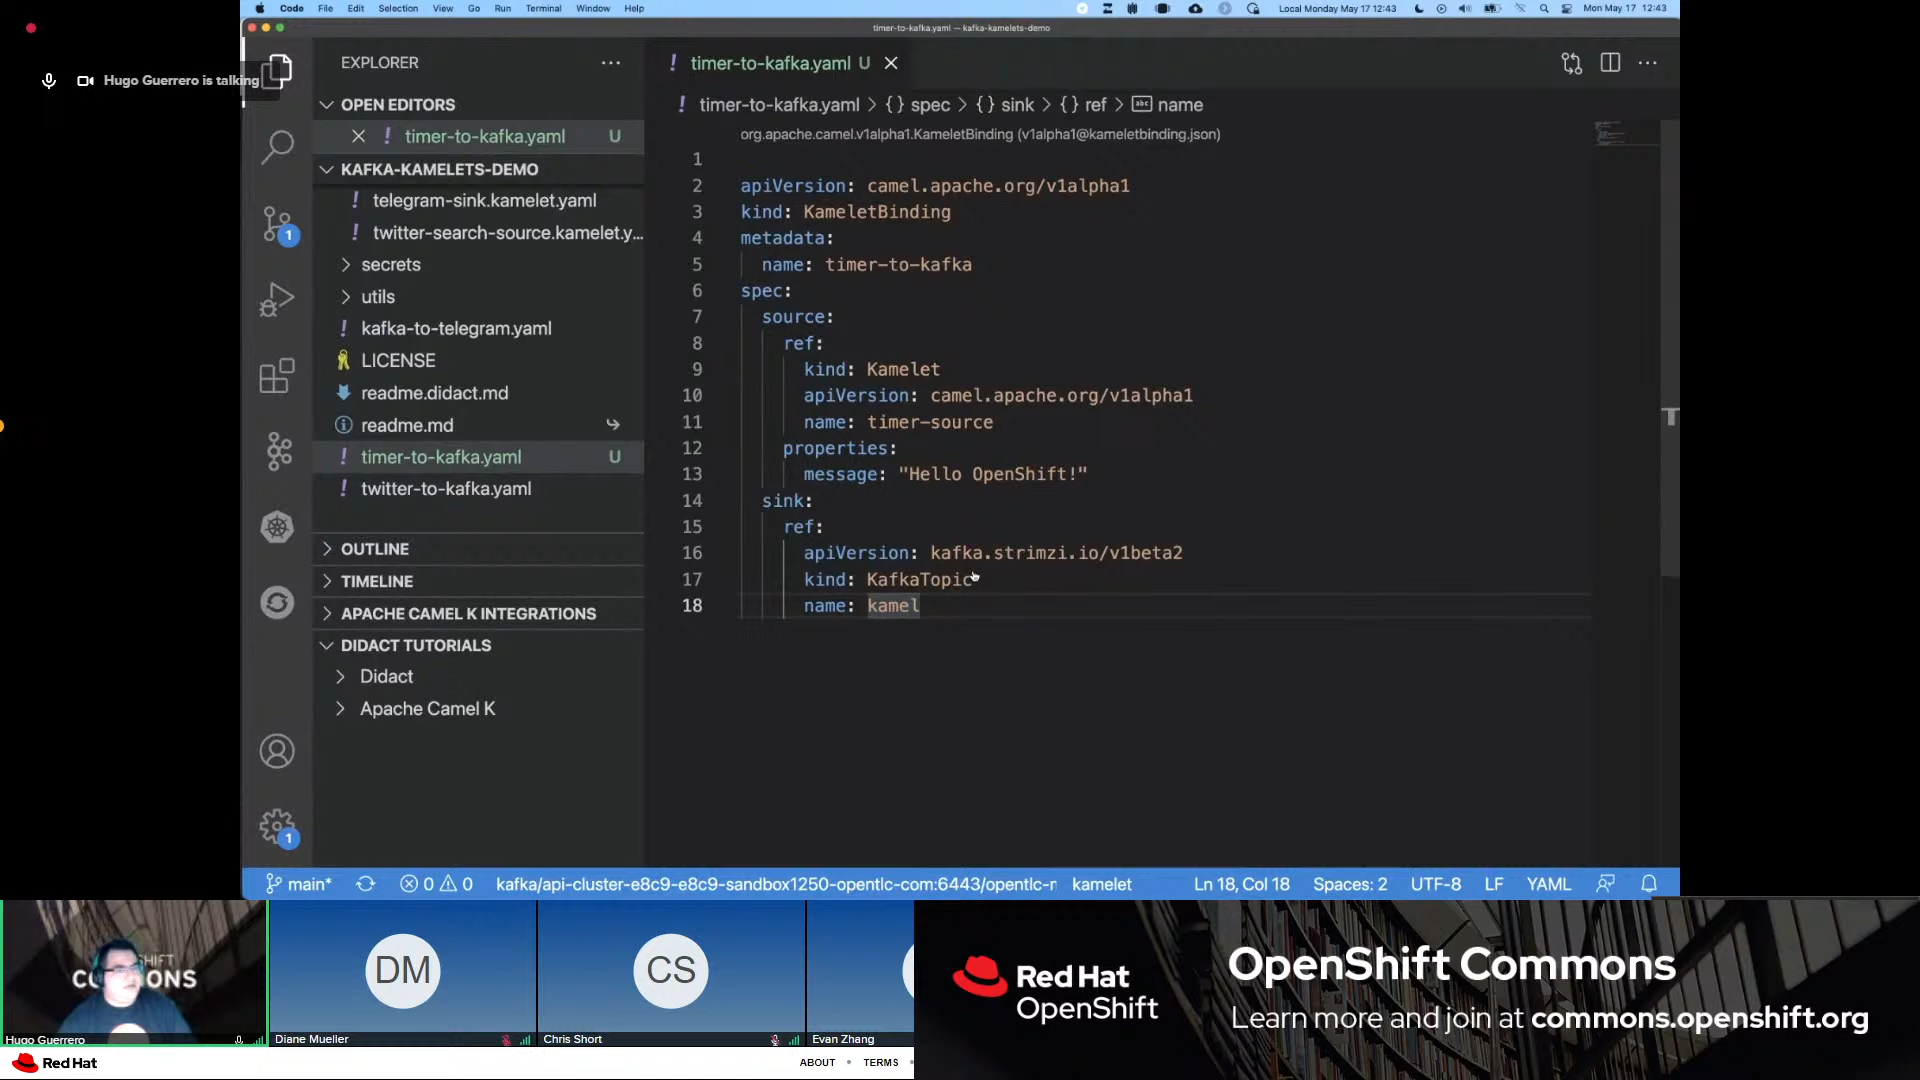 Code File Edit Selection View Go Run Terminal Window Help
Local Monday May 17 12:43
Mon May 17 12:43
timer-to-kafka.yaml — kafka-kamelets-demo
Hugo Guerrero is talking
EXPLORER
OPEN EDITORS
timer-to-kafka.yaml U
KAFKA-KAMELETS-DEMO
telegram-sink.kamelet.yaml
twitter-search-source.kamelet.y...
secrets
utils
kafka-to-telegram.yaml
LICENSE
readme.didact.md
readme.md
timer-to-kafka.yaml U
twitter-to-kafka.yaml
OUTLINE
TIMELINE
APACHE CAMEL K INTEGRATIONS
DIDACT TUTORIALS
Didact
Apache Camel K
1
1
timer-to-kafka.yaml U
timer-to-kafka.yaml > {} spec > {} sink > {} ref > abc name
org.apache.camel.v1alpha1.KameletBinding (v1alpha1@kameletbinding.json)
1
2 apiVersion: camel.apache.org/v1alpha1
3 kind: KameletBinding
4 metadata:
5 name: timer-to-kafka
6 spec:
7 source:
8 ref:
9 kind: Kamelet
10 apiVersion: camel.apache.org/v1alpha1
11 name: timer-source
12 properties:
13 message: "Hello OpenShift!"
14 sink:
15 ref:
16 apiVersion: kafka.strimzi.io/v1beta2
17 kind: KafkaTopic
18 name: kamel
main* 0 0 kafka/api-cluster-e8c9-e8c9-sandbox1250-opentlc-com:6443/opentlc-r kamelet Ln 18, Col 18 Spaces: 2 UTF-8 LF YAML
SHIFT
COMMONS
Hugo Guerrero
DM
Diane Mueller
CS
Chris Short
Evan Zhang
Red Hat
ABOUT • TERMS •
Red Hat
OpenShift
OpenShift Commons
Learn more and join at commons.openshift.org